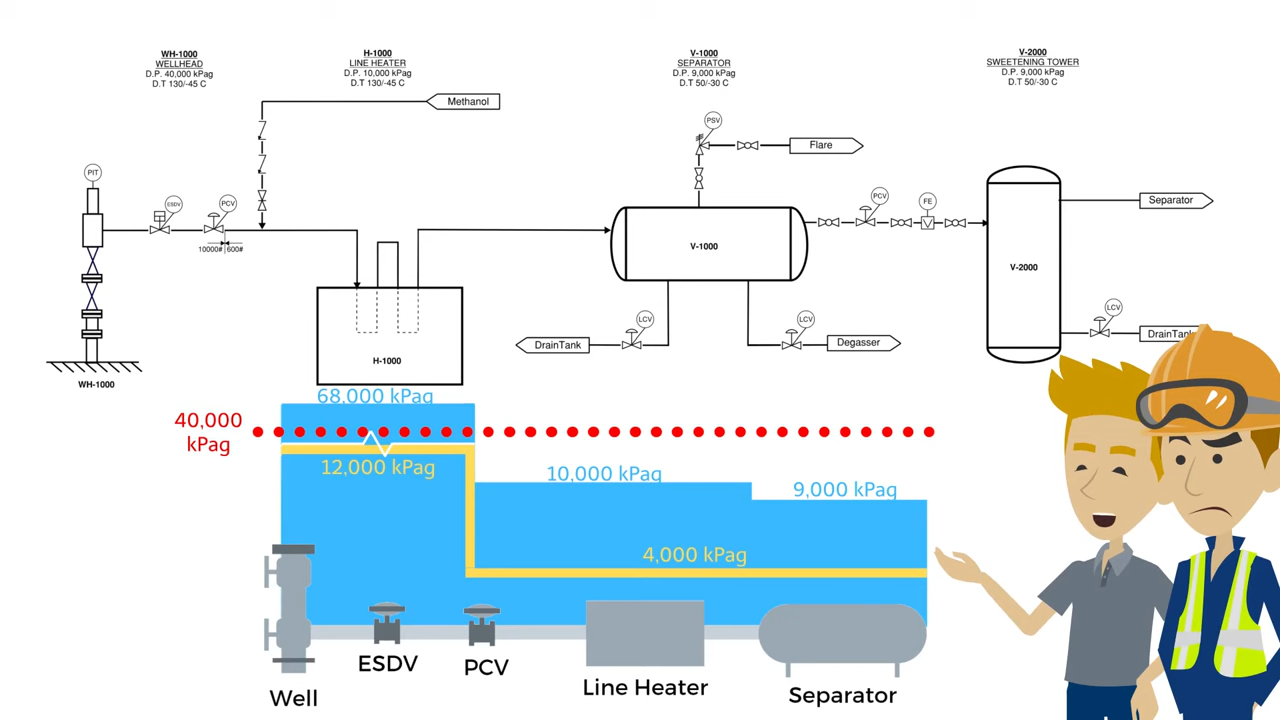 WH-1000
WELLHEAD
D.P. 40,000 kPag
D.T 130/-45 C
H-1000
LINE HEATER
D.P. 10,000 kPag
D.T 130/-45 C
V-1000
SEPARATOR
D.P. 9,000 kPag
D.T 50/-30 C
V-2000
SWEETENING TOWER
D.P. 9,000 kPag
D.T 50/-30 C
Methanol
PSV
Flare
PIT
ESDV
PCV
PCV
FE
Separator
10000# 600#
V-1000
V-2000
LCV
LCV
LCV
DrainTank
Degasser
DrainTank
H-1000
WH-1000
68,000 kPag
40,000
kPag
12,000 kPag
10,000 kPag
9,000 kPag
4,000 kPag
ESDV
PCV
Well
Line Heater
Separator